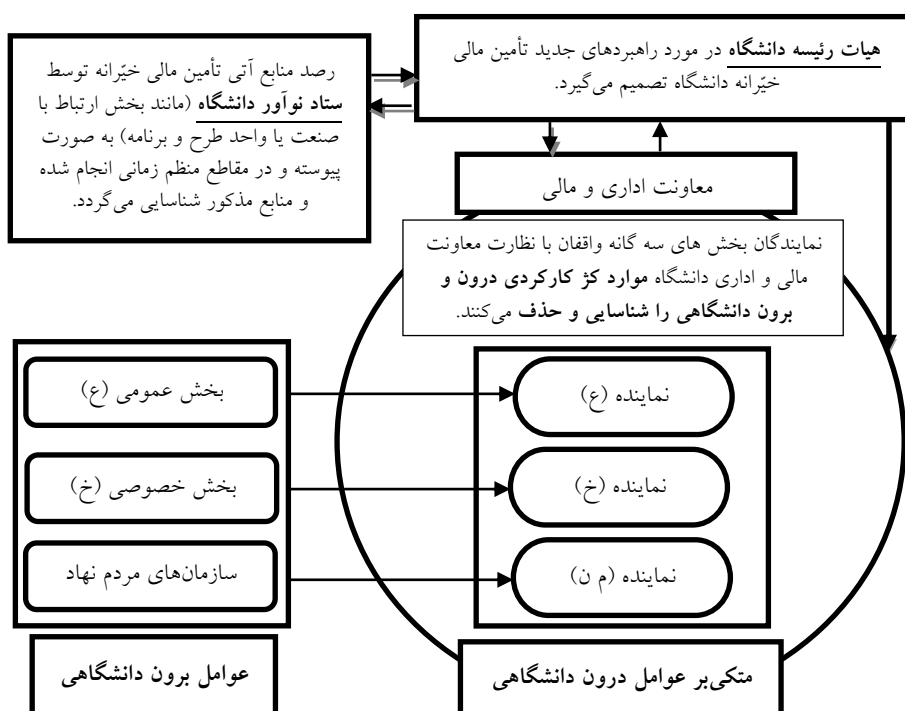 هیات رئیسه دانشگاه در مورد راهبردهای جدید تأمین مالی
خیّرانه دانشگاه تصمیم می‌گیرد.
رصد منابع آتی تأمین مالی خیّرانه توسط
ستاد نوآور دانشگاه (مانند بخش ارتباط با
صنعت یا واحد طرح و برنامه) به صورت
پیوسته و در مقاطع منظم زمانی انجام شده
و منابع مذکور شناسایی می‌گردد.
معاونت اداری و مالی
نمایندگان بخش های سه گانه واقفان با نظارت معاونت
مالی و اداری دانشگاه موارد کژ کارکردی درون و
برون دانشگاهی را شناسایی و حذف می‌کنند.
بخش عمومی (ع)
نماینده (ع)
بخش خصوصی (خ)
نماینده (خ)
سازمان‌های مردم نهاد
نماینده (م ن)
متکی‌بر عوامل درون دانشگاهی
عوامل برون دانشگاهی